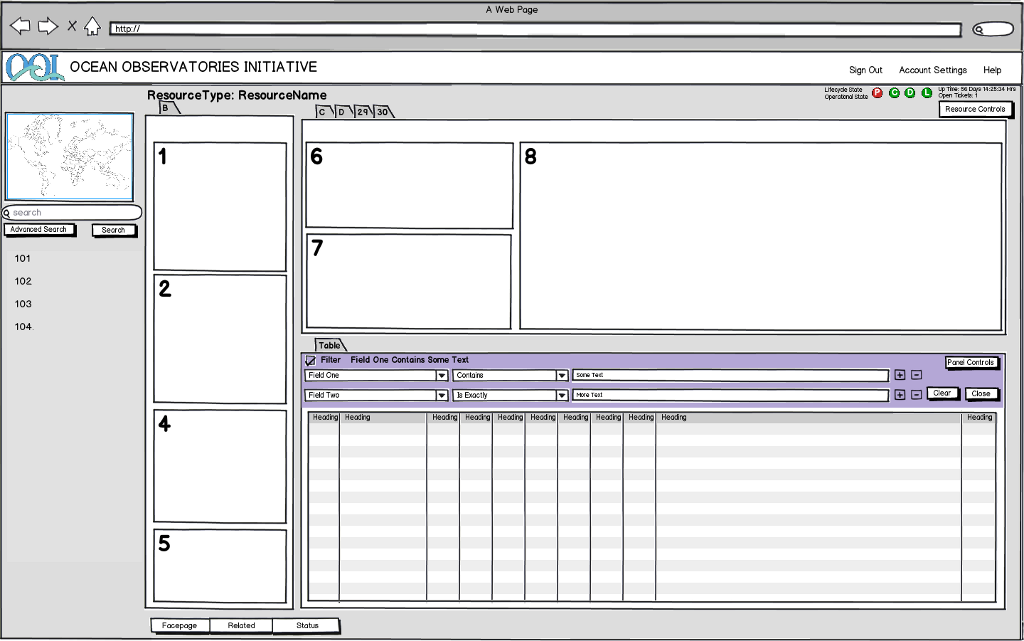 A Web Page
http://
OOI OCEAN OBSERVATORIES INITIATIVE
Sign Out Account Settings Help
ResourceType: ResourceName
Lifecycle State
Operational State
P C D L
Up Time: 56 Days 14:25:34 Hrs
Open Tickets: 1
Resource Controls
B
C D 29 30
search
Advanced Search Search
101
102
103
104
1
2
4
5
6
7
8
Table
Filter Field One Contains Some Text
Panel Controls
Field One Contains Some Text + -
Field Two Is Exactly More Text + - Clear Close
Heading Heading Heading Heading Heading Heading Heading Heading Heading Heading Heading
Facepage Related Status